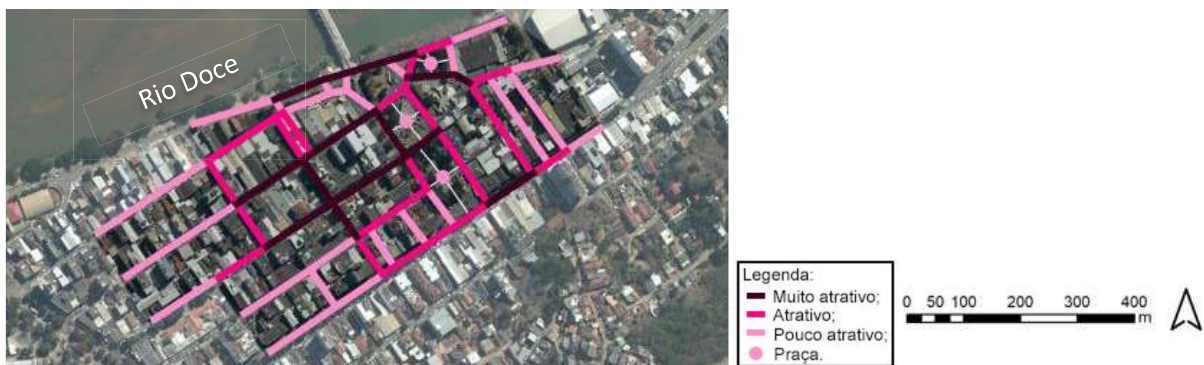 Rio Doce
Legenda:
Muito atrativo;
Atrativo;
Pouco atrativo;
Praça.
0 50 100 200 300 400
m